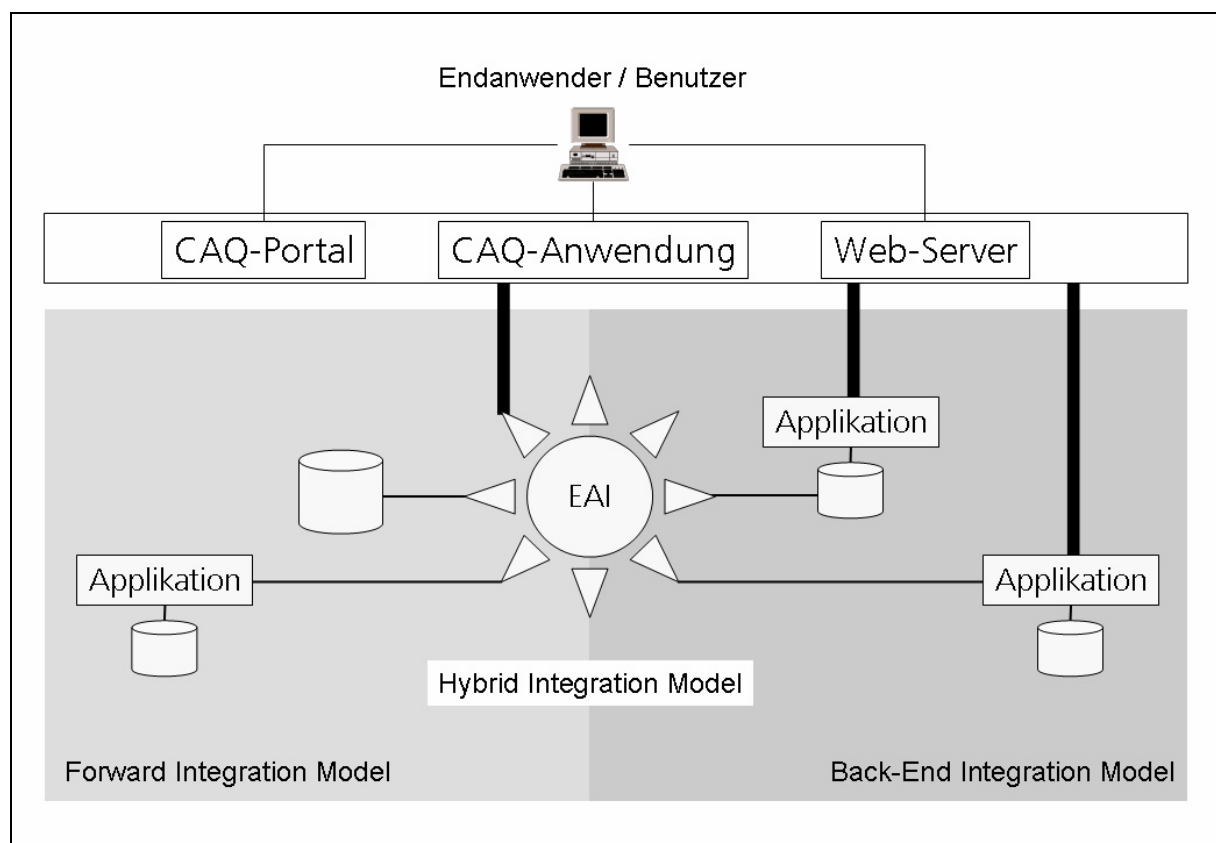 Endanwender / Benutzer
CAQ-Portal
CAQ-Anwendung
Web-Server
Applikation
EAI
Applikation
Applikation
Hybrid Integration Model
Forward Integration Model
Back-End Integration Model